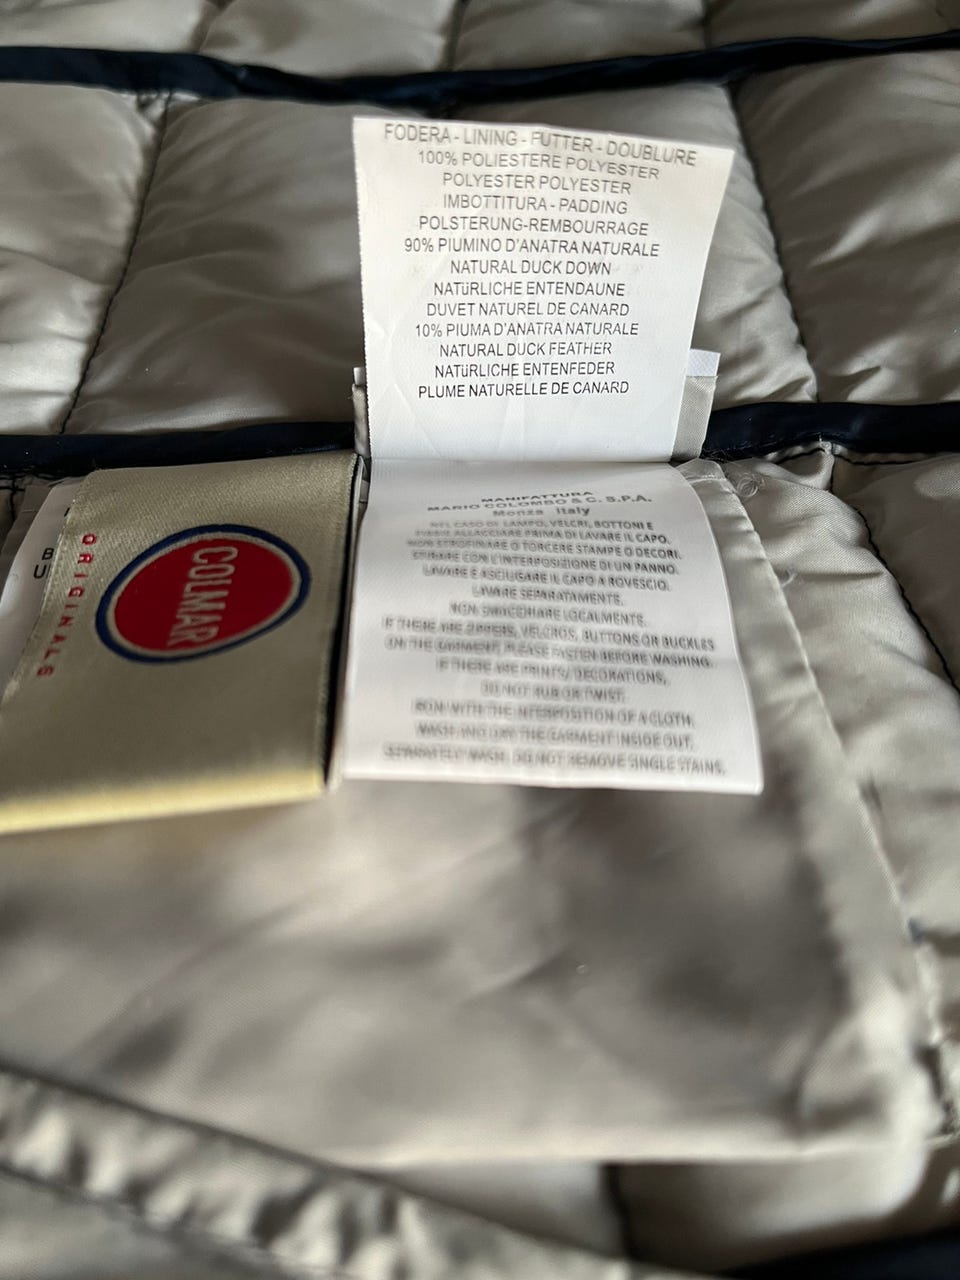 FODERA - LINING - FUTTER - DOUBLURE
100% POLIESTERE POLYESTER
POLYESTER POLYESTER
IMBOTTITURA - PADDING
POLSTERUNG-REMBOURRAGE
90% PIUMINO D'ANATRA NATURALE
NATURAL DUCK DOWN
NATüRLICHE ENTENDAUNE
DUVET NATUREL DE CANARD
10% PIUMA D'ANATRA NATURALE
NATURAL DUCK FEATHER
NATüRLICHE ENTENFEDER
PLUME NATURELLE DE CANARD
MANIFATTURA
MARIO COLOMBO & C. S.P.A.
Monza Italy
NEL CASO DI LAMPO, VELCRI, BOTTONI E
ALLACCIARE PRIMA DI LAVARE IL CAPO.
NON STROFINARE O TORCERE STAMPE O DECORI.
STIRARE CON L'INTERPOSIZIONE DI UN PANNO.
LAVARE E ASCIUGARE IL CAPO A ROVESCIO.
LAVARE SEPARATAMENTE.
NON SMACCHIARE LOCALMENTE.
IF THERE ARE ZIPPERS, VELCROS, BUTTONS OR BUCKLES
ON THE GARMENT, PLEASE FASTEN BEFORE WASHING.
IF THERE ARE PRINTS/ DECORATIONS,
DO NOT RUB OR TWIST.
IRON WITH THE INTERPOSITION OF A CLOTH.
WASH AND DRY THE GARMENT INSIDE OUT.
SEPARATELY WASH. DO NOT REMOVE SINGLE STAINS.
COLMAR
ORIGINALS
B
U